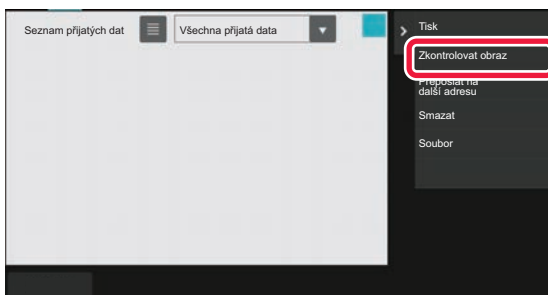 Seznam přijatých dat
Všechna přijatá data
Tisk
Zkontrolovat obraz
Přeposlat na
další adresu
Smazat
Soubor